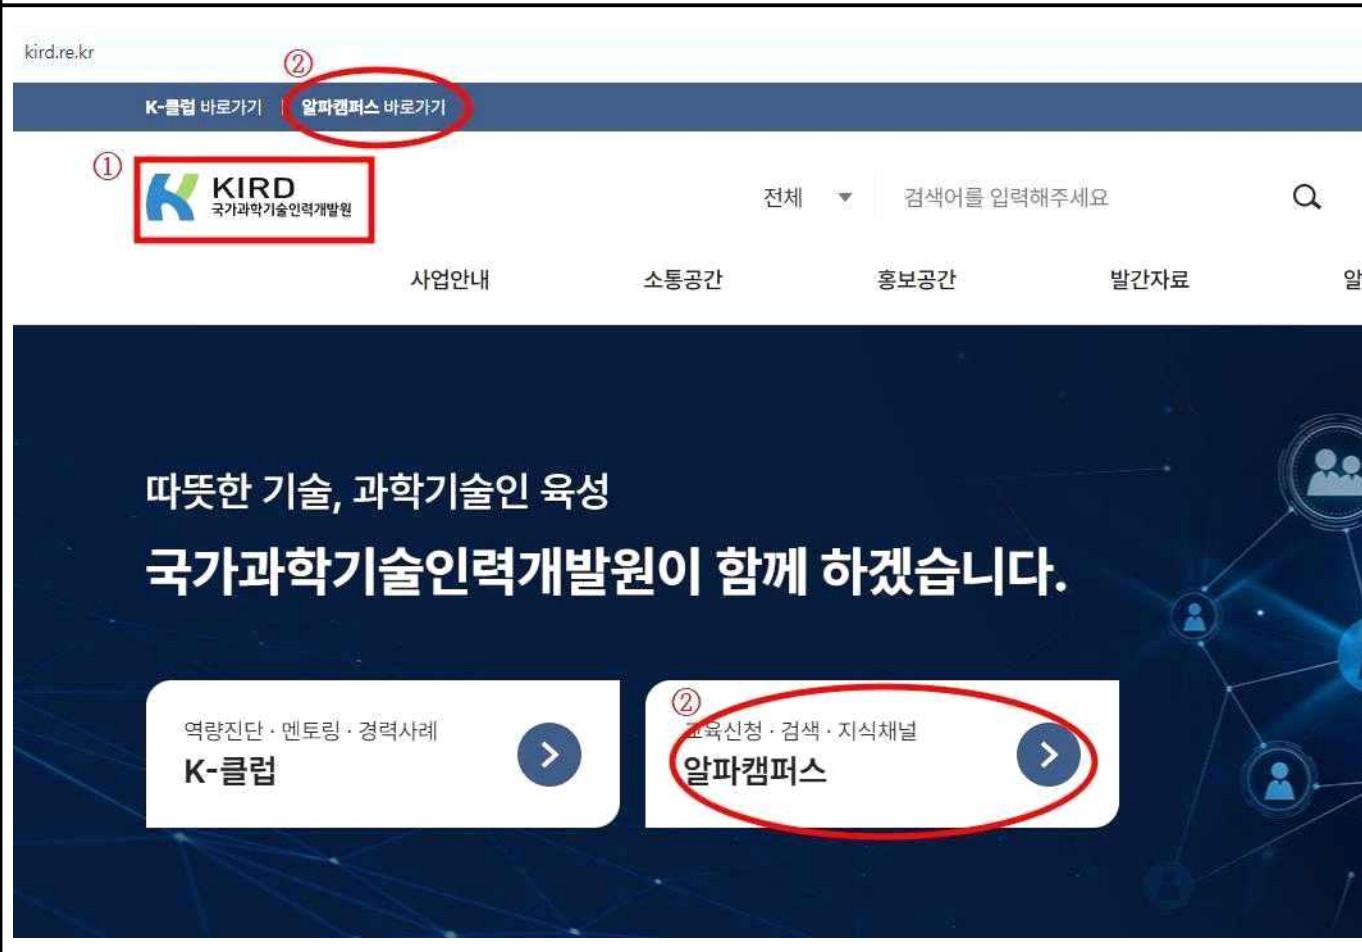 kird.re.kr
②
K-클럽 바로가기 | 알파캠퍼스 바로가기
①
KIRD
국가과학기술인력개발원
전체 ▼ 검색어를 입력해주세요
사업안내 소통공간 홍보공간 발간자료 알
따뜻한 기술, 과학기술인 육성
국가과학기술인력개발원이 함께 하겠습니다.
역량진단 · 멘토링 · 경력사례
K-클럽
②
교육신청 · 검색 · 지식채널
알파캠퍼스